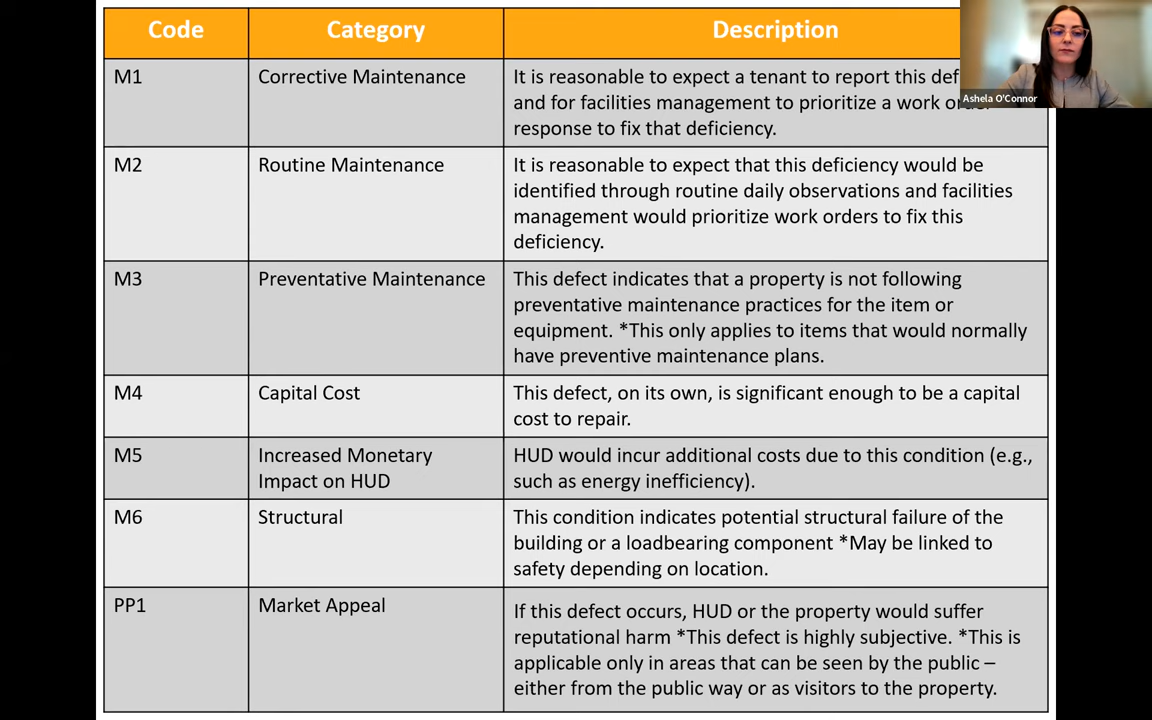 Code
Category
Description
M1
Corrective Maintenance
It is reasonable to expect a tenant to report this
and for facilities management to prioritize a work
response to fix that deficiency.
M2
Routine Maintenance
It is reasonable to expect that this deficiency would be
identified through routine daily observations and facilities
management would prioritize work orders to fix this
deficiency.
M3
Preventative Maintenance
This defect indicates that a property is not following
preventative maintenance practices for the item or
equipment. *This only applies to items that would normally
have preventive maintenance plans.
M4
Capital Cost
This defect, on its own, is significant enough to be a capital
cost to repair.
M5
Increased Monetary
Impact on HUD
HUD would incur additional costs due to this condition (e.g.,
such as energy inefficiency).
M6
Structural
This condition indicates potential structural failure of the
building or a loadbearing component *May be linked to
safety depending on location.
PP1
Market Appeal
If this defect occurs, HUD or the property would suffer
reputational harm *This defect is highly subjective. *This is
applicable only in areas that can be seen by the public –
either from the public way or as visitors to the property.
Ashela O'Connor